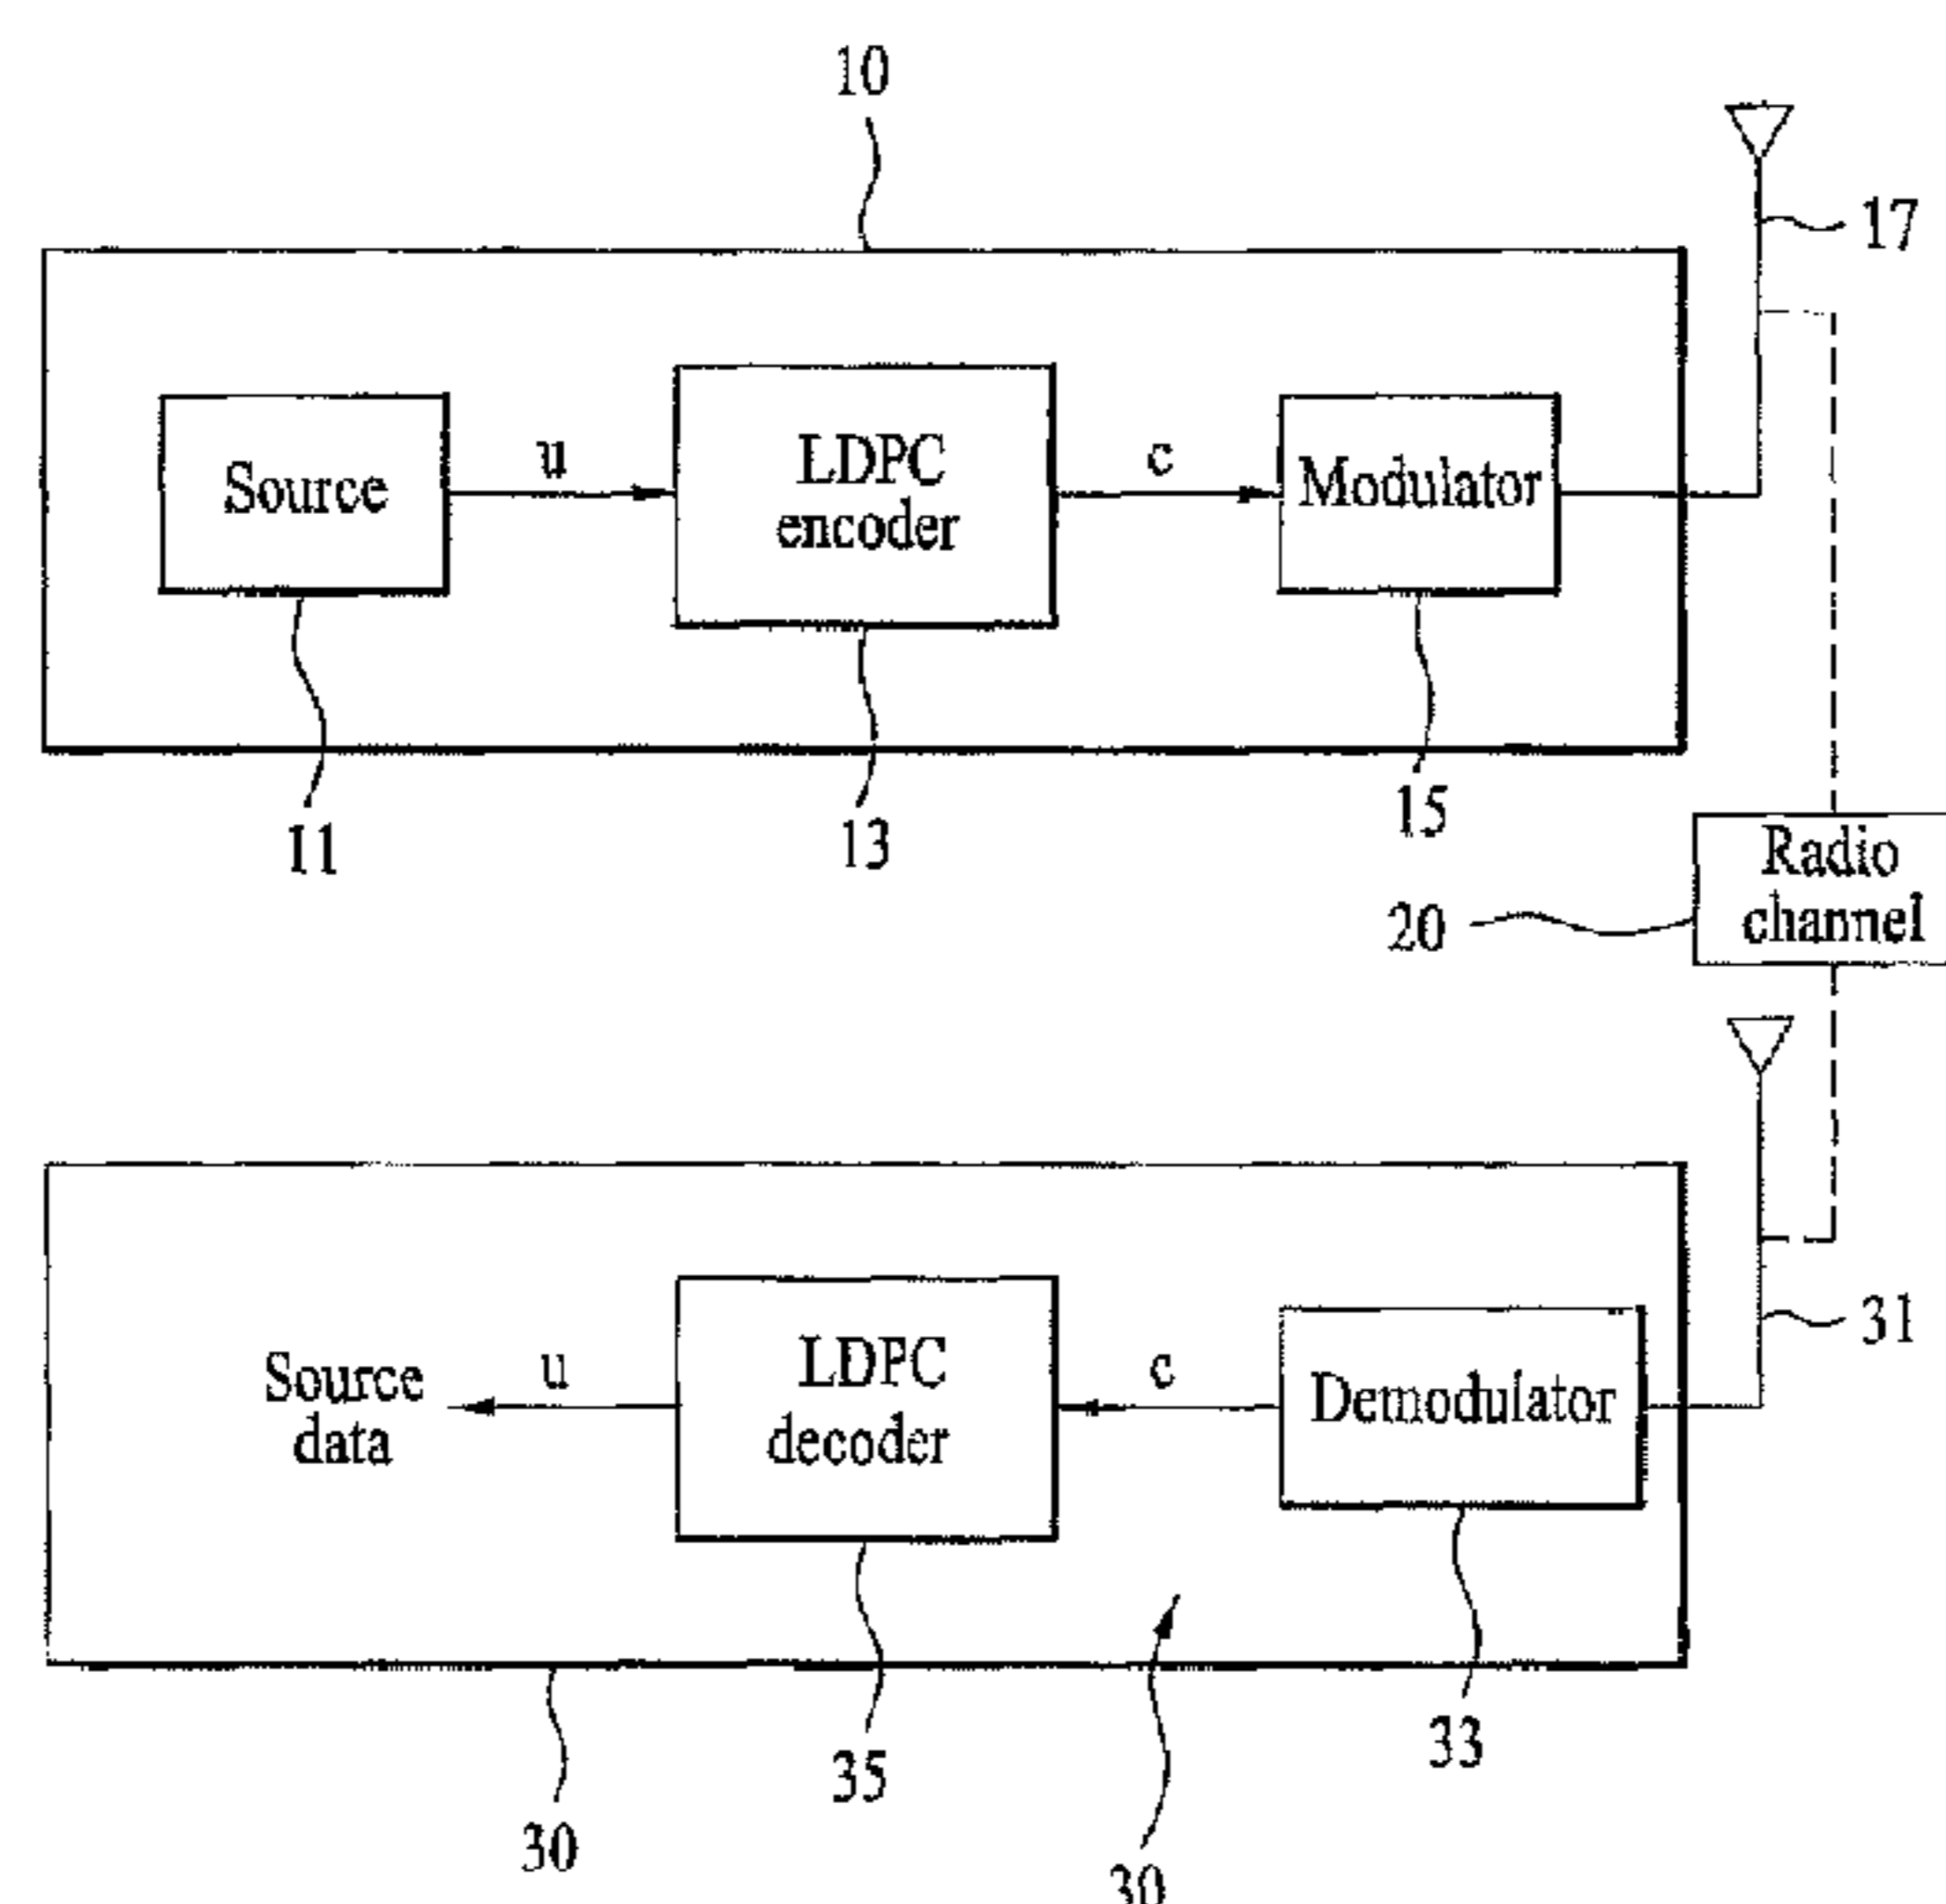 10
17
Source
u
LDPC
encoder
c
Modulator
11
13
15
Radio
channel
20
31
Source
data
u
LDPC
decoder
c
Demodulator
30
35
30
33